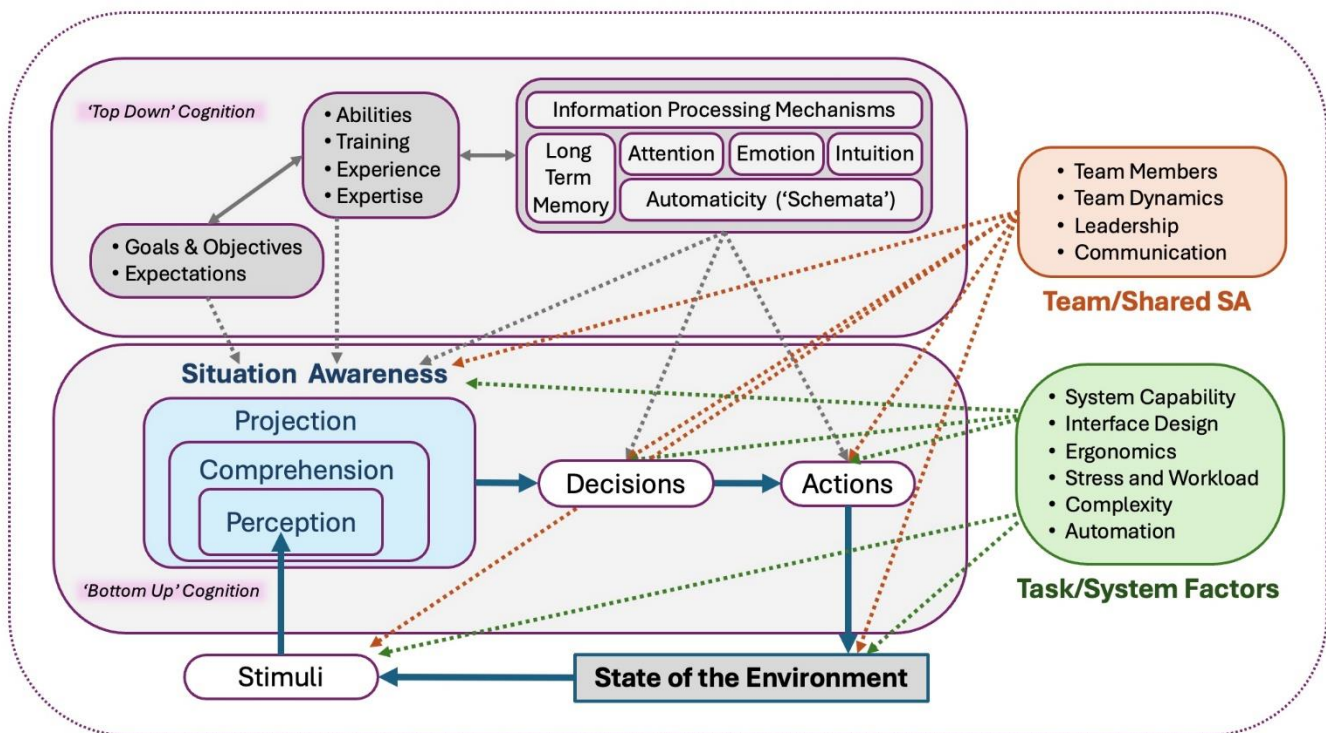 ‘Top Down’ Cognition
• Abilities
• Training
• Experience
• Expertise
• Goals & Objectives
• Expectations
Information Processing Mechanisms
Long
Term
Memory
Attention
Emotion
Intuition
Automaticity (‘Schemata’)
• Team Members
• Team Dynamics
• Leadership
• Communication
Team/Shared SA
Situation Awareness
Projection
Comprehension
Perception
Decisions
Actions
‘Bottom Up’ Cognition
• System Capability
• Interface Design
• Ergonomics
• Stress and Workload
• Complexity
• Automation
Task/System Factors
Stimuli
State of the Environment